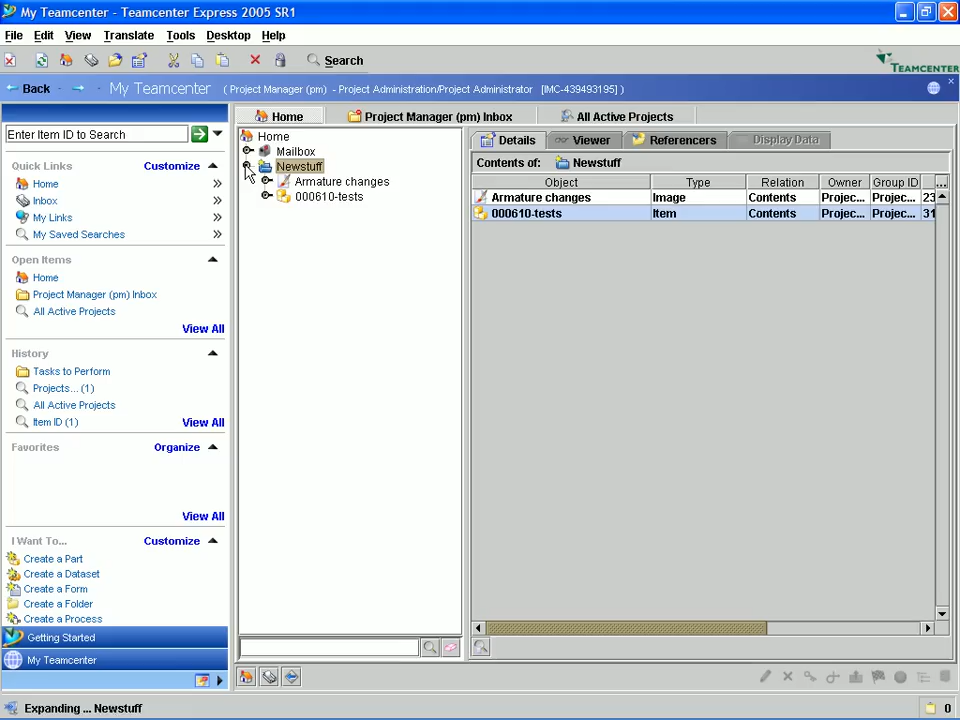 My Teamcenter - Teamcenter Express 2005 SR1
File Edit View Translate Tools Desktop Help
Search
TEAMCENTER
Back My Teamcenter ( Project Manager (pm) - Project Administration/Project Administrator [IMC-439493195] )
Enter Item ID to Search
Quick Links Customize
Home
Inbox
My Links
My Saved Searches
Open Items
Home
Project Manager (pm) Inbox
All Active Projects
View All
History
Tasks to Perform
Projects... (1)
All Active Projects
Item ID (1) View All
Favorites Organize
View All
I Want To... Customize
Create a Part
Create a Dataset
Create a Form
Create a Folder
Create a Process
Getting Started
My Teamcenter
Home Project Manager (pm) Inbox All Active Projects
Home
Mailbox
Newstuff
Armature changes
000610-tests
Details Viewer References Display Data
Contents of: Newstuff
Object Type Relation Owner Group ID ...
Armature changes Image Contents Projec... Projec... 23
000610-tests Item Contents Projec... Projec... 31
Expanding ... Newstuff 0